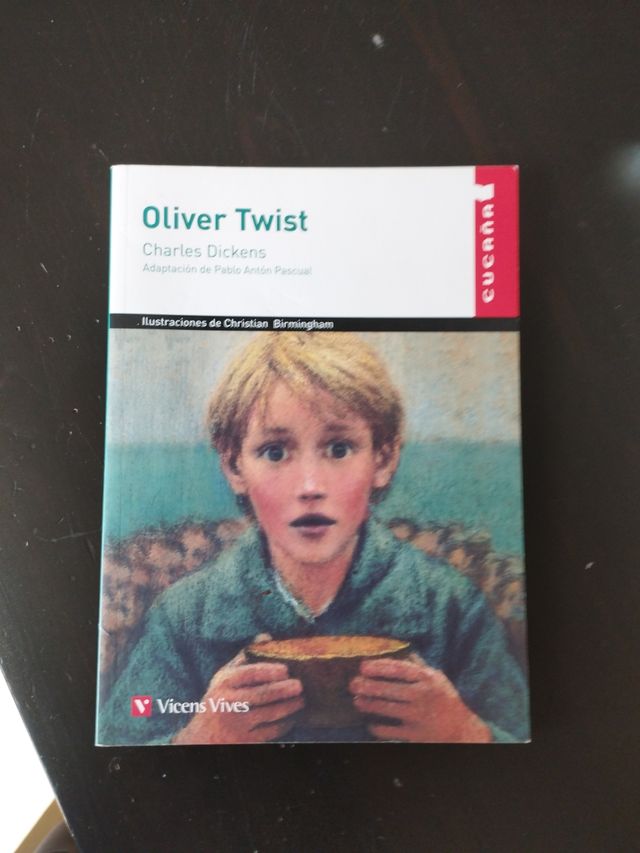 Oliver Twist
Charles Dickens
Adaptación de Pablo Antón Pascual
cucaña
Ilustraciones de Christian Birmingham
Vicens Vives